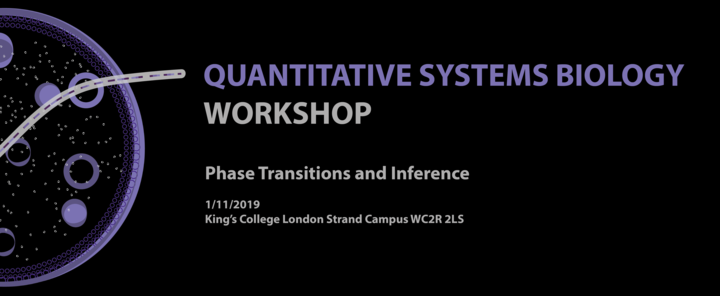 QUANTITATIVE SYSTEMS BIOLOGY
WORKSHOP
Phase Transitions and Inference
1/11/2019
King's College London Strand Campus WC2R 2LS